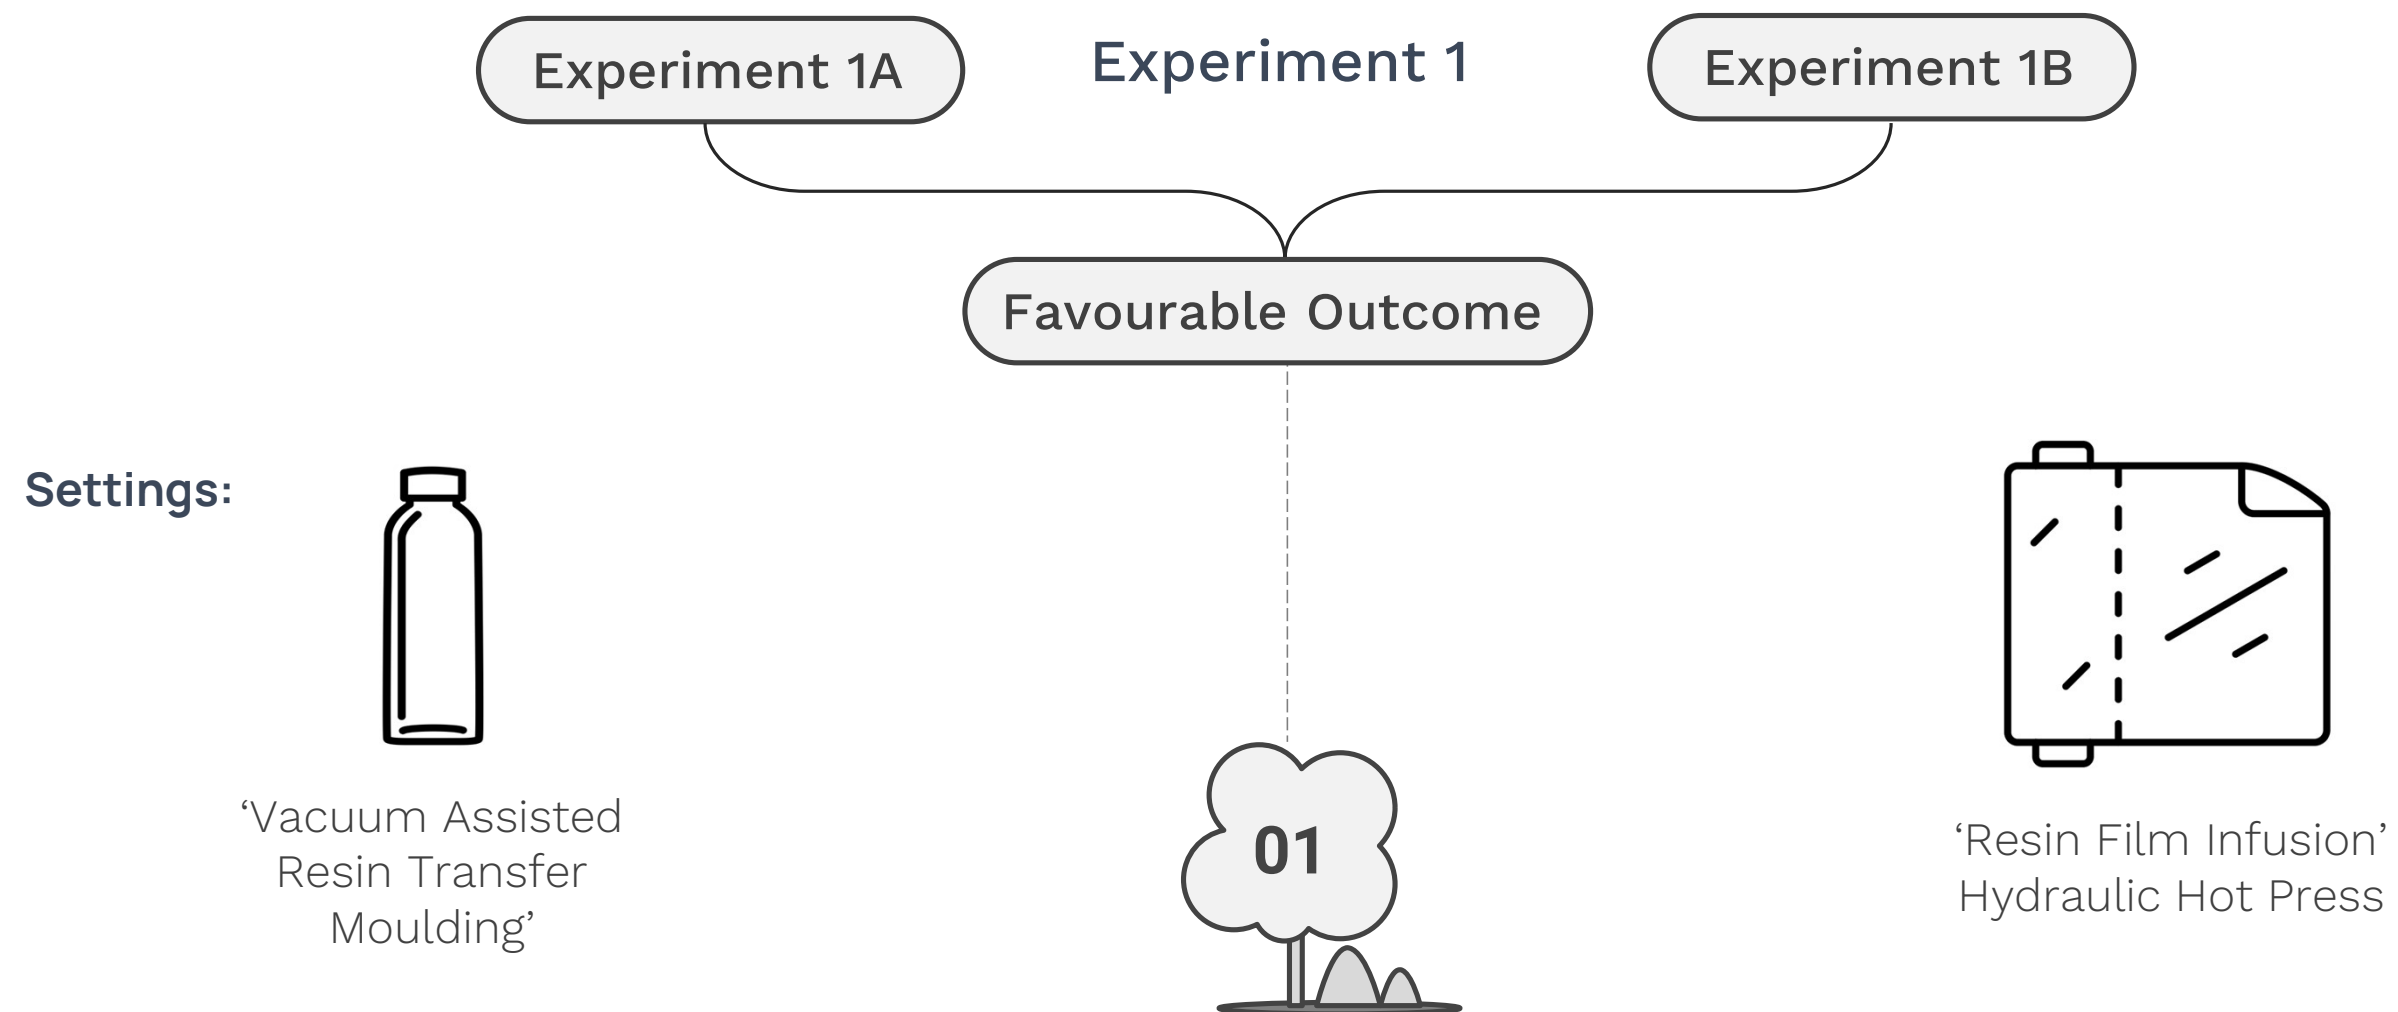 Experiment 1A
Experiment 1
Experiment 1B
Favourable Outcome
Settings:
‘Vacuum Assisted
Resin Transfer
Moulding’
01
‘Resin Film Infusion’
Hydraulic Hot Press